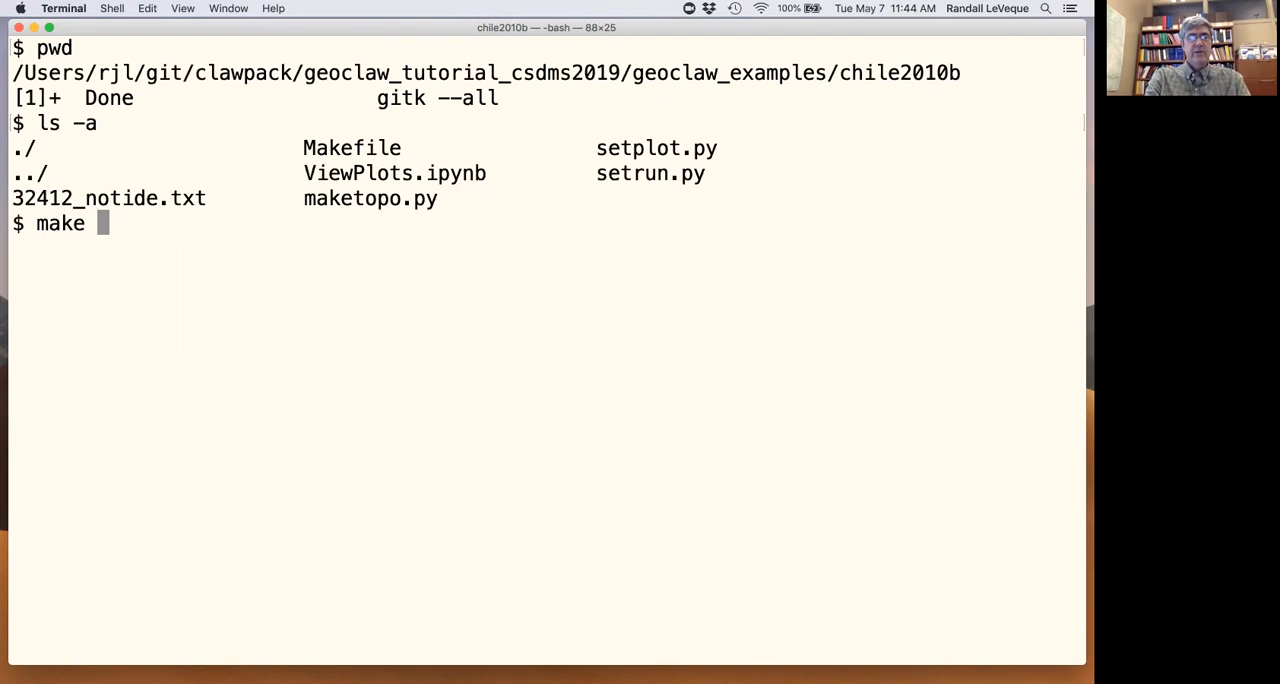 Terminal Shell Edit View Window Help 100% Tue May 7 11:44 AM Randall LeVeque
chile2010b — -bash — 88×25
$ pwd
/Users/rjl/git/clawpack/geoclaw_tutorial_csdms2019/geoclaw_examples/chile2010b
[1]+ Done gitk --all
$ ls -a
./ Makefile setplot.py
../ ViewPlots.ipynb setrun.py
32412_notide.txt maketopo.py
$ make